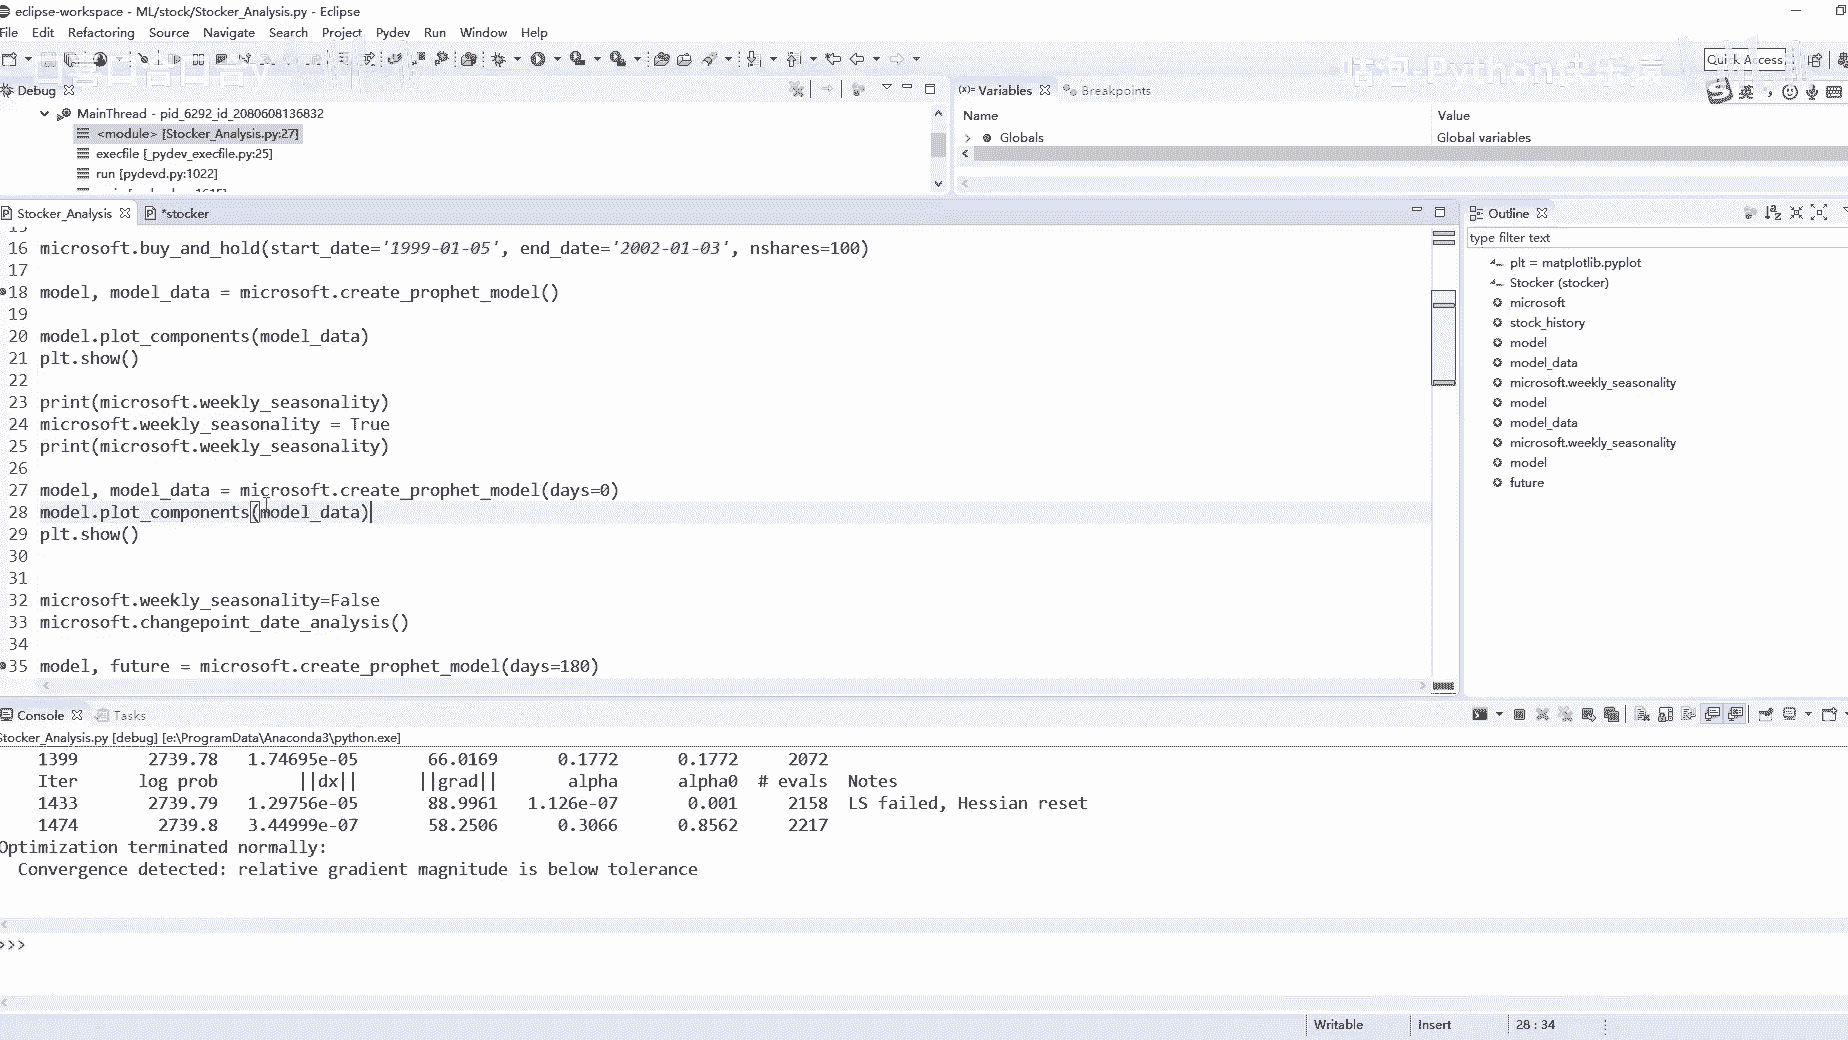 eclipse-workspace - ML/stock/Stocker_Analysis.py - Eclipse
File Edit Refactoring Source Navigate Search Project Pydev Run Window Help
Quick Access
Debug
MainThread - pid_6292_id_2080608136832
<module> [Stocker_Analysis.py:27]
execfile [_pydev_execfile.py:25]
run [pydevd.py:1022]
(x)= Variables Breakpoints
Name Value
Globals Global variables
Stocker_Analysis *stocker
16 microsoft.buy_and_hold(start_date='1999-01-05', end_date='2002-01-03', nshares=100)
17
18 model, model_data = microsoft.create_prophet_model()
19
20 model.plot_components(model_data)
21 plt.show()
22
23 print(microsoft.weekly_seasonality)
24 microsoft.weekly_seasonality = True
25 print(microsoft.weekly_seasonality)
26
27 model, model_data = microsoft.create_prophet_model(days=0)
28 model.plot_components(model_data)
29 plt.show()
30
31
32 microsoft.weekly_seasonality=False
33 microsoft.changepoint_date_analysis()
34
35 model, future = microsoft.create_prophet_model(days=180)
Outline
type filter text
plt = matplotlib.pyplot
Stocker (stocker)
microsoft
stock_history
model
model_data
microsoft.weekly_seasonality
model
model_data
microsoft.weekly_seasonality
model
future
Console Tasks
Stocker_Analysis.py [debug] [e:\ProgramData\Anaconda3\python.exe]
1399 2739.78 1.74695e-05 66.0169 0.1772 0.1772 2072
Iter log prob ||dx|| ||grad|| alpha alpha0 # evals Notes
1433 2739.79 1.29756e-05 88.9961 1.126e-07 0.001 2158 LS failed, Hessian reset
1474 2739.8 3.44999e-07 58.2506 0.3066 0.8562 2217
Optimization terminated normally:
Convergence detected: relative gradient magnitude is below tolerance
>>>
Writable Insert 28 : 34